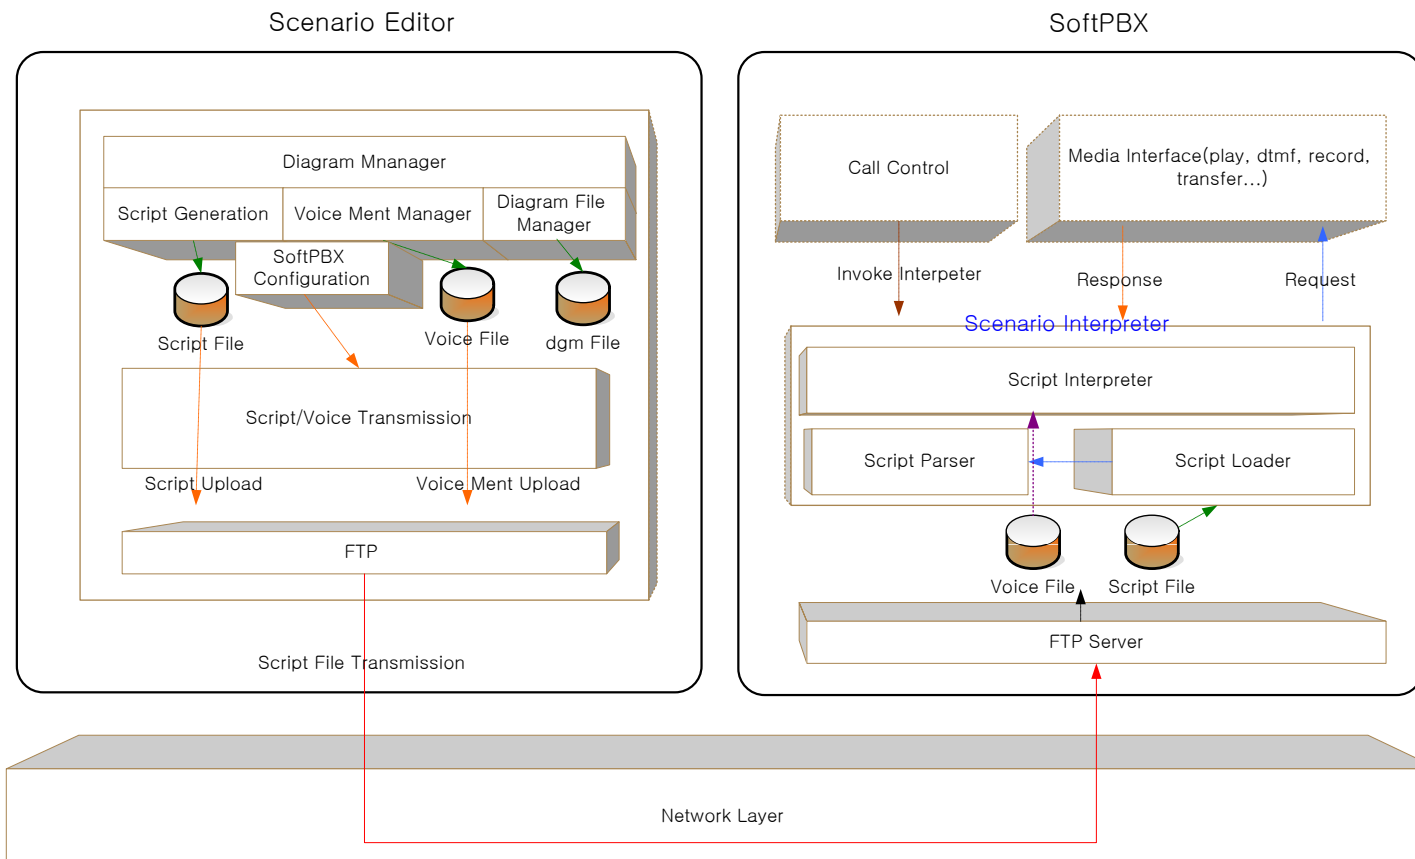 Scenario Editor
Diagram Mnanager
Script Generation
Voice Ment Manager
Diagram File
Manager
SoftPBX
Configuration
Script File
Voice File
dgm File
Script/Voice Transmission
Script Upload
Voice Ment Upload
FTP
Script File Transmission
SoftPBX
Call Control
Media Interface(play, dtmf, record,
transfer...)
Invoke Interpeter
Response
Request
Scenario Interpreter
Script Interpreter
Script Parser
Script Loader
Voice File
Script File
FTP Server
Network Layer